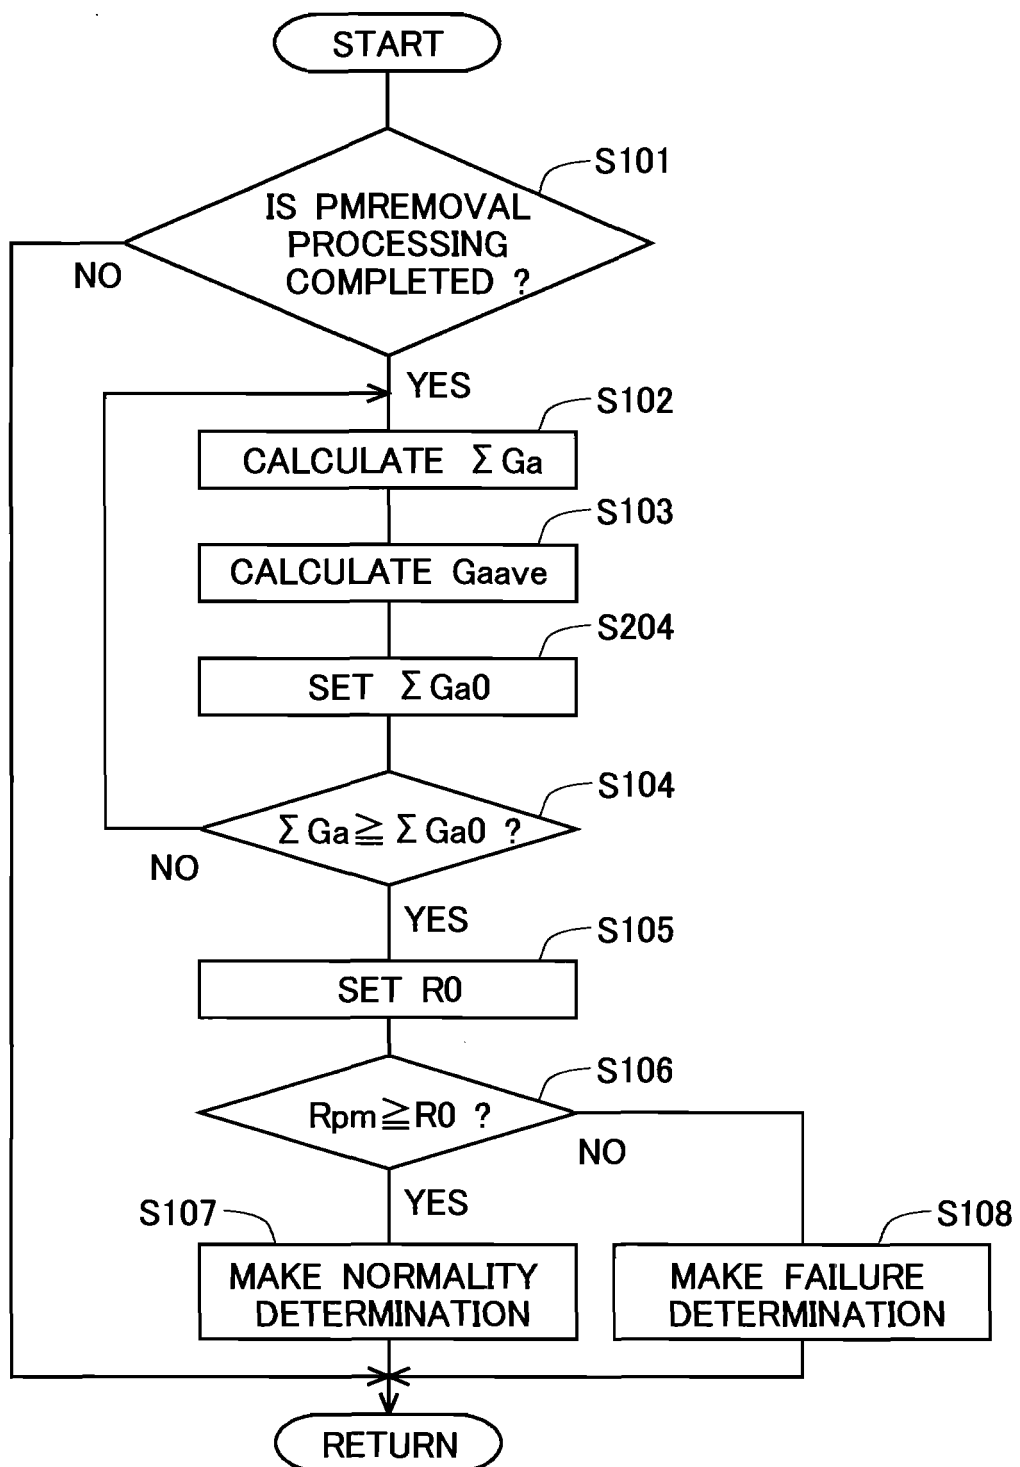 START
S101
IS PMREMOVAL
PROCESSING
COMPLETED ?
NO
YES
S102
CALCULATE ΣGa
S103
CALCULATE Gaave
S204
SET ΣGa0
S104
ΣGa≧ΣGa0 ?
NO
YES
S105
SET R0
S106
Rpm≧R0 ?
NO
YES
S107
S108
MAKE NORMALITY
DETERMINATION
MAKE FAILURE
DETERMINATION
RETURN